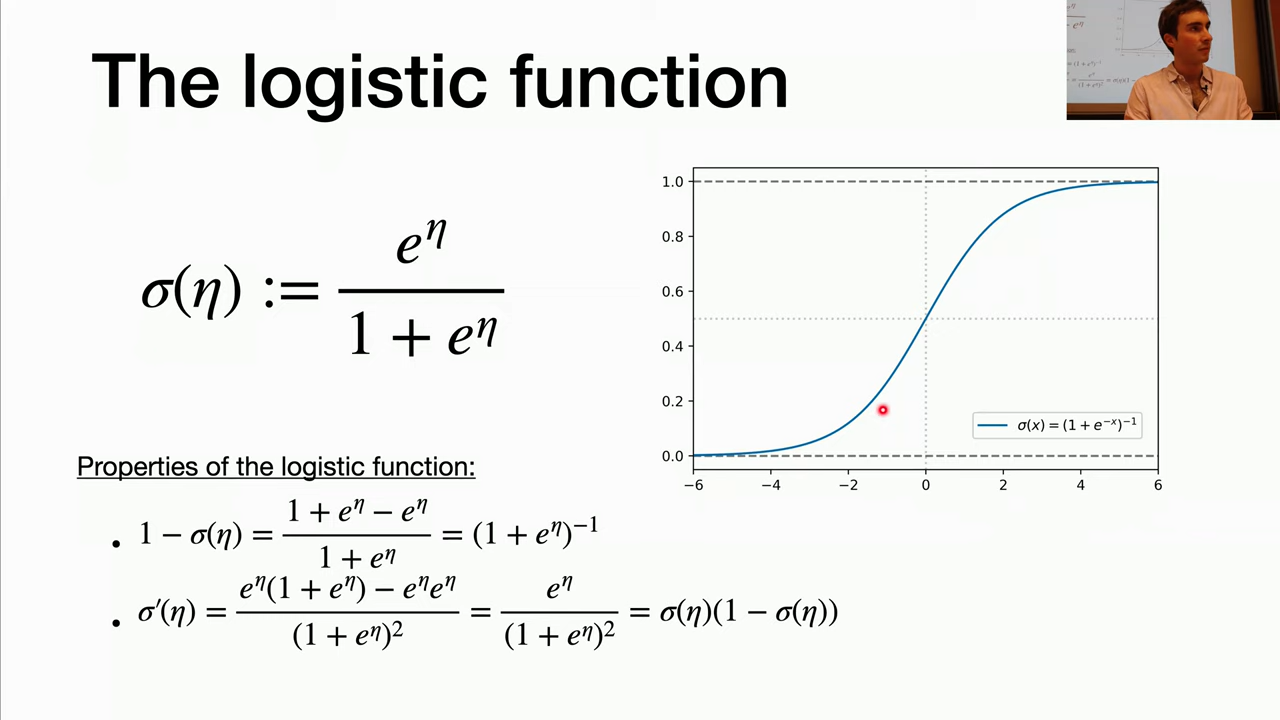 The logistic function
σ(η) := e^η / (1 + e^η)
1.0
0.8
0.6
0.4
0.2
0.0
−6 −4 −2 0 2 4 6
σ(x) = (1 + e^−x)^−1
Properties of the logistic function:
• 1 − σ(η) = (1 + e^η − e^η) / (1 + e^η) = (1 + e^η)^−1
• σ′(η) = (e^η(1 + e^η) − e^η e^η) / (1 + e^η)^2 = e^η / (1 + e^η)^2 = σ(η)(1 − σ(η))